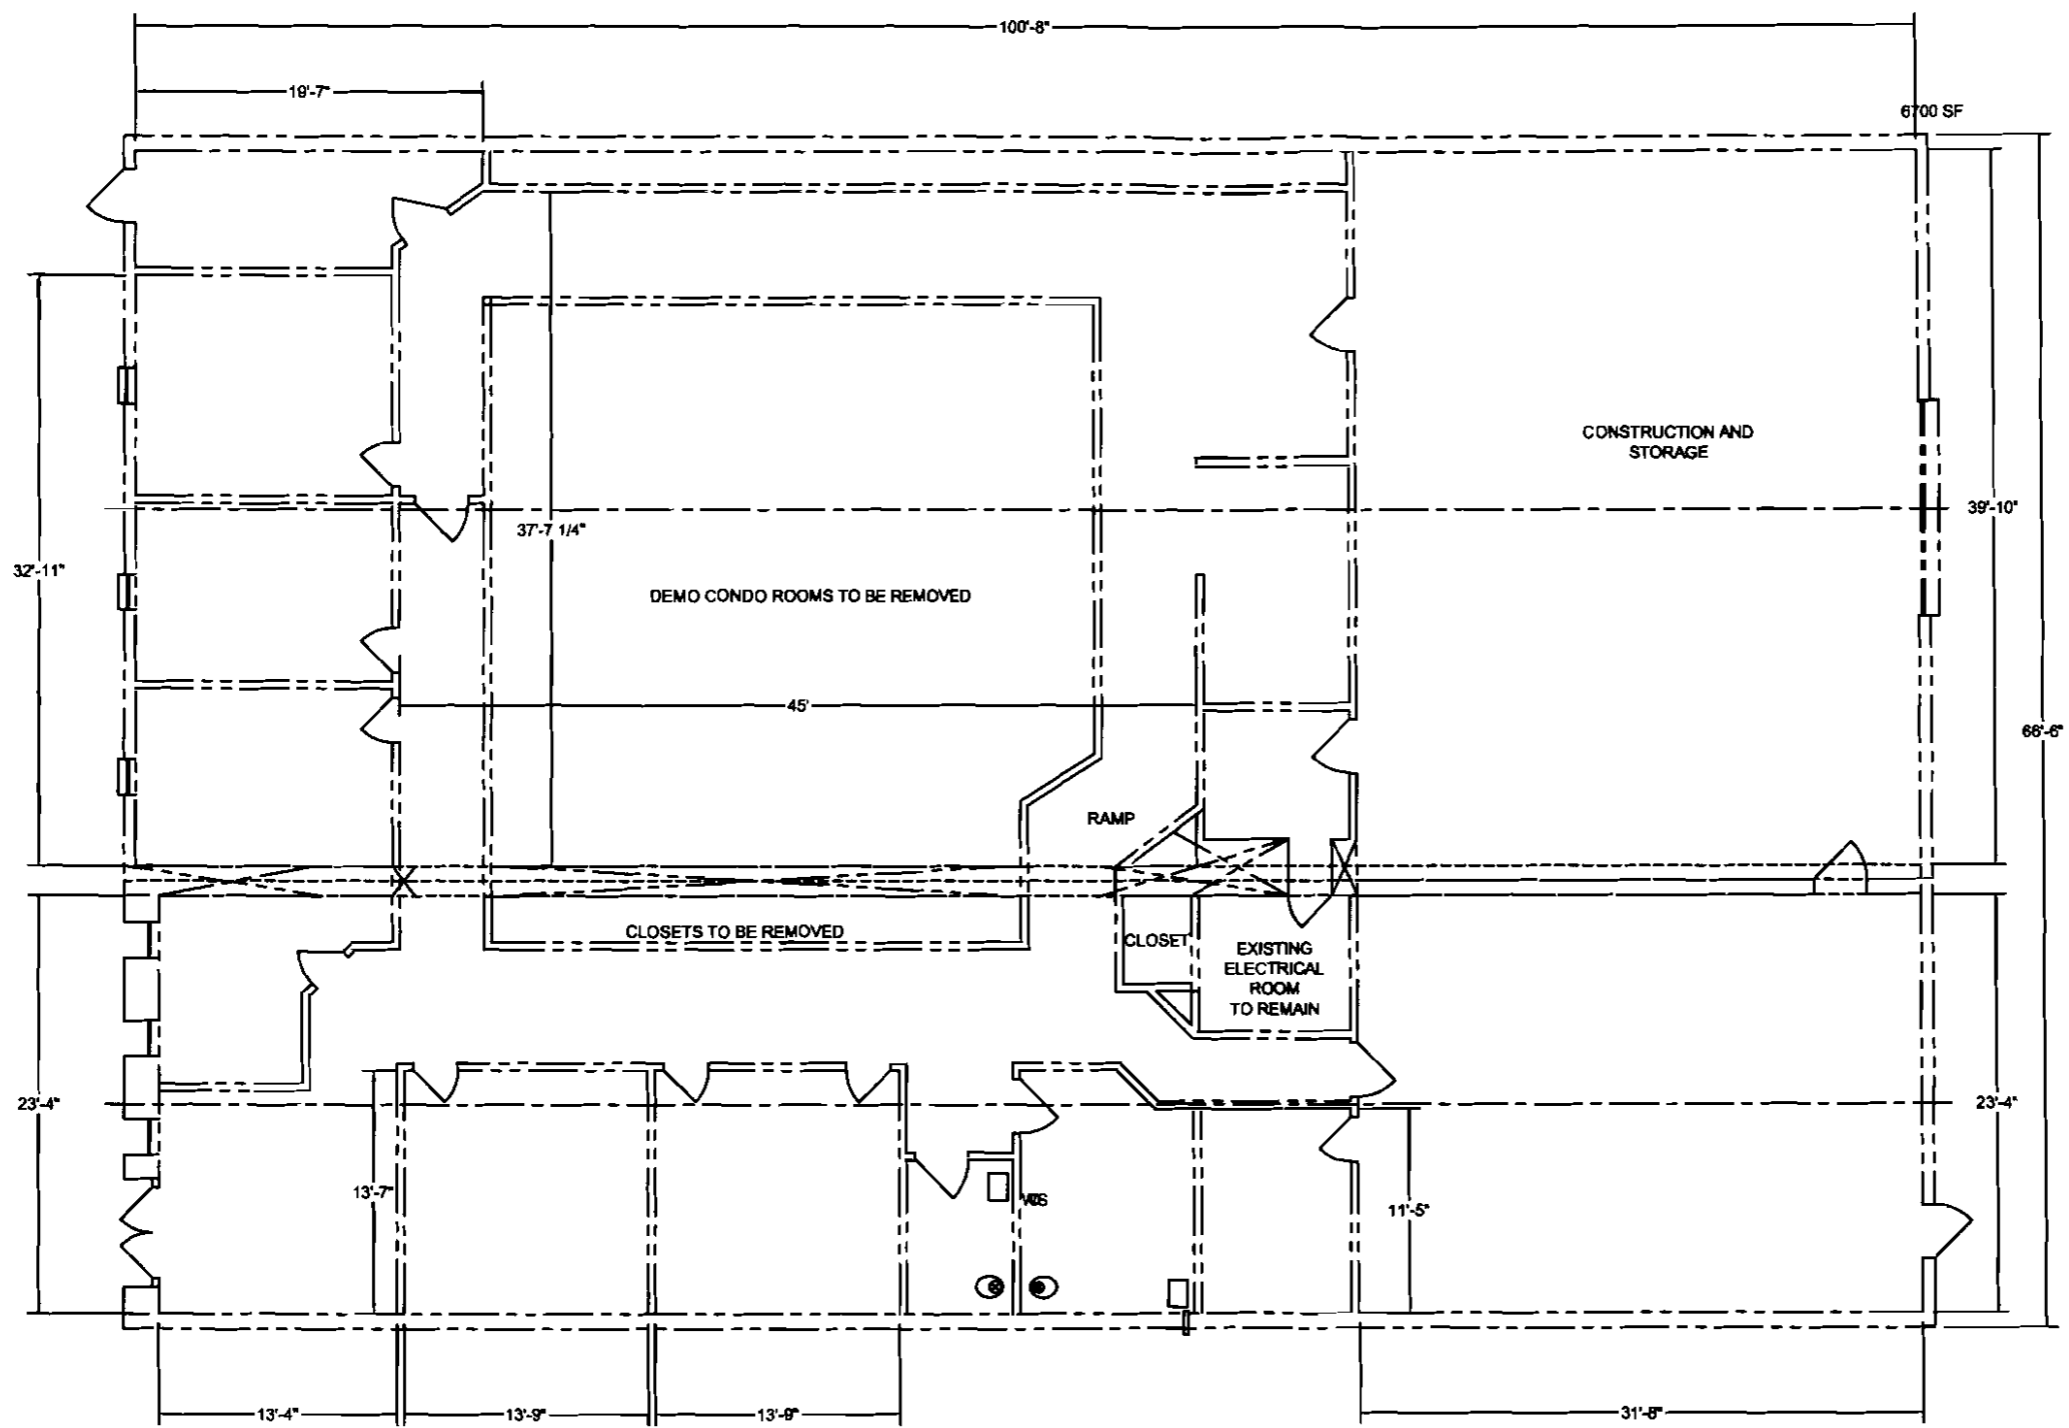 100'-8"
19'-7"
6700 SF
CONSTRUCTION AND
STORAGE
39'-10"
37'-7 1/4"
32'-11"
DEMO CONDO ROOMS TO BE REMOVED
45'
66'-6"
RAMP
CLOSETS TO BE REMOVED
CLOSET
EXISTING
ELECTRICAL
ROOM
TO REMAIN
23'-4"
23'-4"
13'-7"
11'-5"
13'-4"
13'-9"
13'-9"
31'-8"